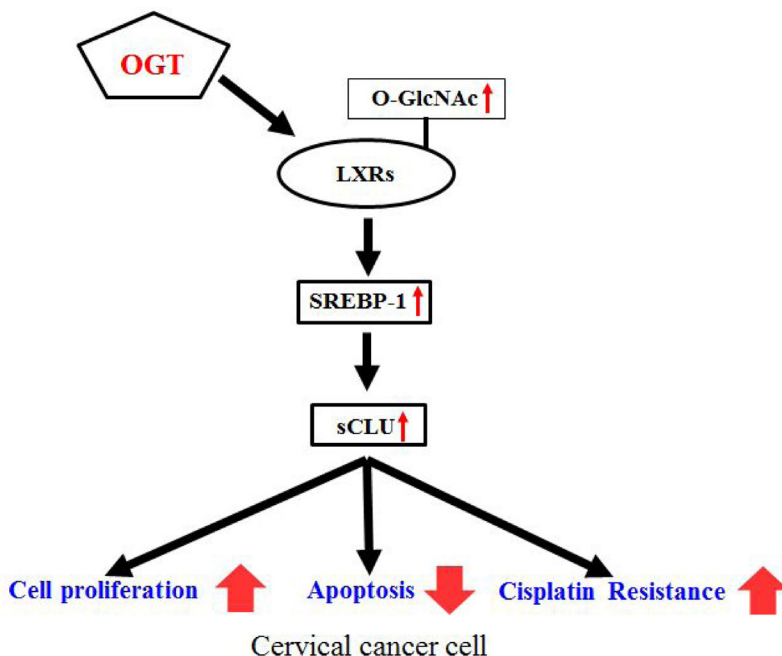 OGT
O-GlcNAc
LXRs
SREBP-1
sCLU
Cell proliferation
Apoptosis
Cisplatin Resistance
Cervical cancer cell